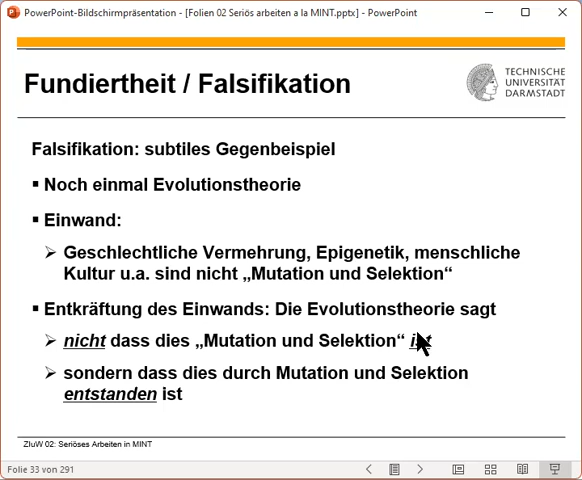 PowerPoint-Bildschirmpräsentation - [Folien 02 Seriös arbeiten a la MINT.pptx] - PowerPoint
Fundiertheit / Falsifikation
TECHNISCHE
UNIVERSITÄT
DARMSTADT
Falsifikation: subtiles Gegenbeispiel
▪ Noch einmal Evolutionstheorie
▪ Einwand:
➢ Geschlechtliche Vermehrung, Epigenetik, menschliche
Kultur u.a. sind nicht „Mutation und Selektion“
▪ Entkräftung des Einwands: Die Evolutionstheorie sagt
➢ nicht dass dies „Mutation und Selektion“ ist
➢ sondern dass dies durch Mutation und Selektion
entstanden ist
ZIuW 02: Seriöses Arbeiten in MINT
Folie 33 von 291